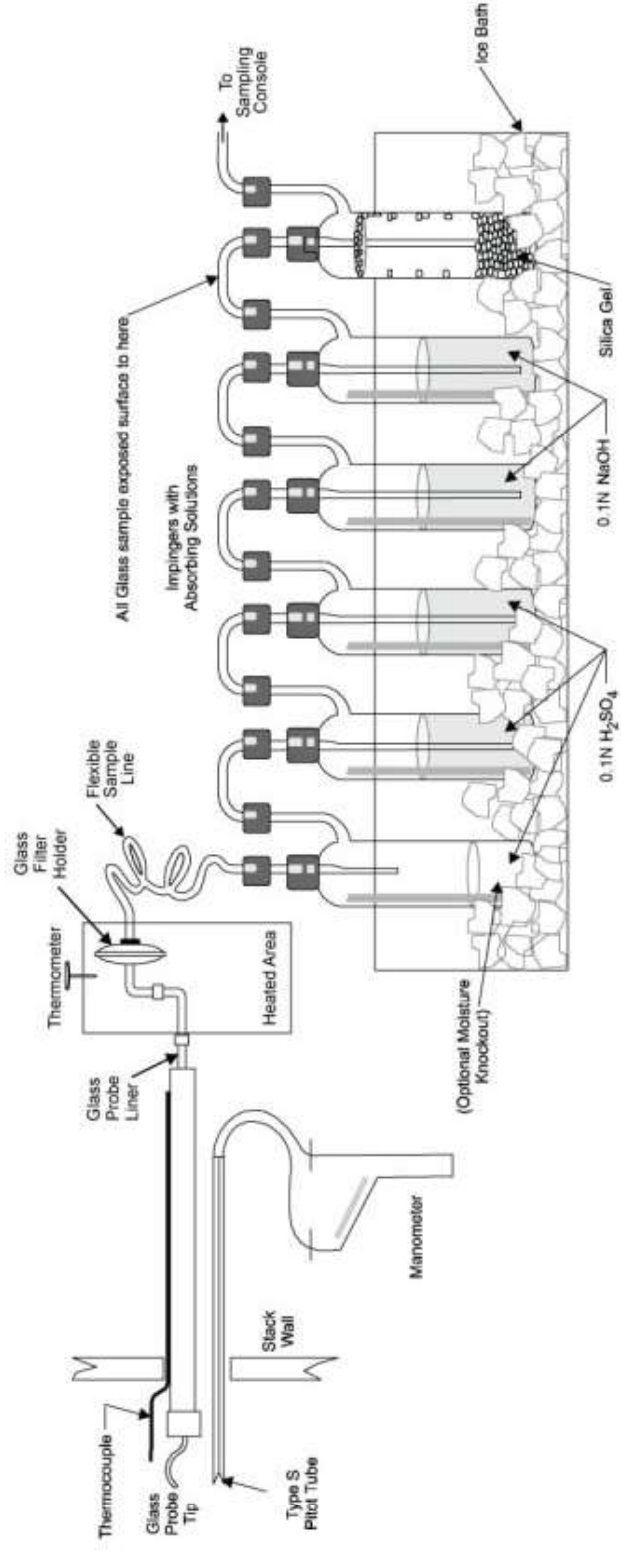 Thermocouple
Glass
Probe
Tip
Type S
Pitot Tube
Stack
Wall
Manometer
Glass
Probe
Liner
Thermometer
Heated Area
Glass
Filter
Holder
Flexible
Sample
Line
All Glass sample exposed surface to here
Impingers with
Absorbing Solutions
To
Sampling
Console
(Optional Moisture
Knockout)
0.1N H₂SO₄
0.1N NaOH
Silica Gel
Ice Bath